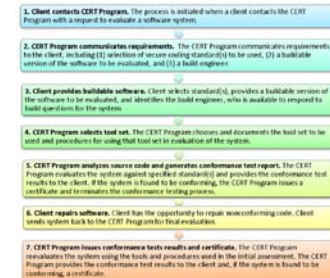 1. Client contacts CERT Program. The process is initiated when a client contacts the CERT
Program with a request to evaluate a software system.
2. CERT Program communicates requirements. The CERT Program communicates requirements
to the client, including (1) selection of secure coding standard(s) to be used, (2) a buildable
version of the software to be evaluated, and (3) a build engineer.
3. Client provides buildable software. Client selects standard(s), provides a buildable version of
the software to be evaluated, and identifies the build engineer, who is available to respond to
build questions for the system.
4. CERT Program selects tool set. The CERT Program chooses and documents the tool set to be
used and procedures for using that tool set in evaluation of the system.
5. CERT Program analyzes source code and generates conformance test report. The CERT
Program evaluates the system against specified standard(s) and provides the conformance test
results to the client. If the system is found to be conforming, the CERT Program issues a
certificate and terminates the conformance testing process.
6. Client repairs software. Client has the opportunity to repair nonconforming code. Client
sends system back to the CERT Program for final evaluation.
7. CERT Program issues conformance tests results and certificate. The CERT Program
reevaluates the system using the tools and procedures used in the initial assessment. The CERT
Program provides the conformance test results to the client and, if the system is found to be
conforming, a certificate.